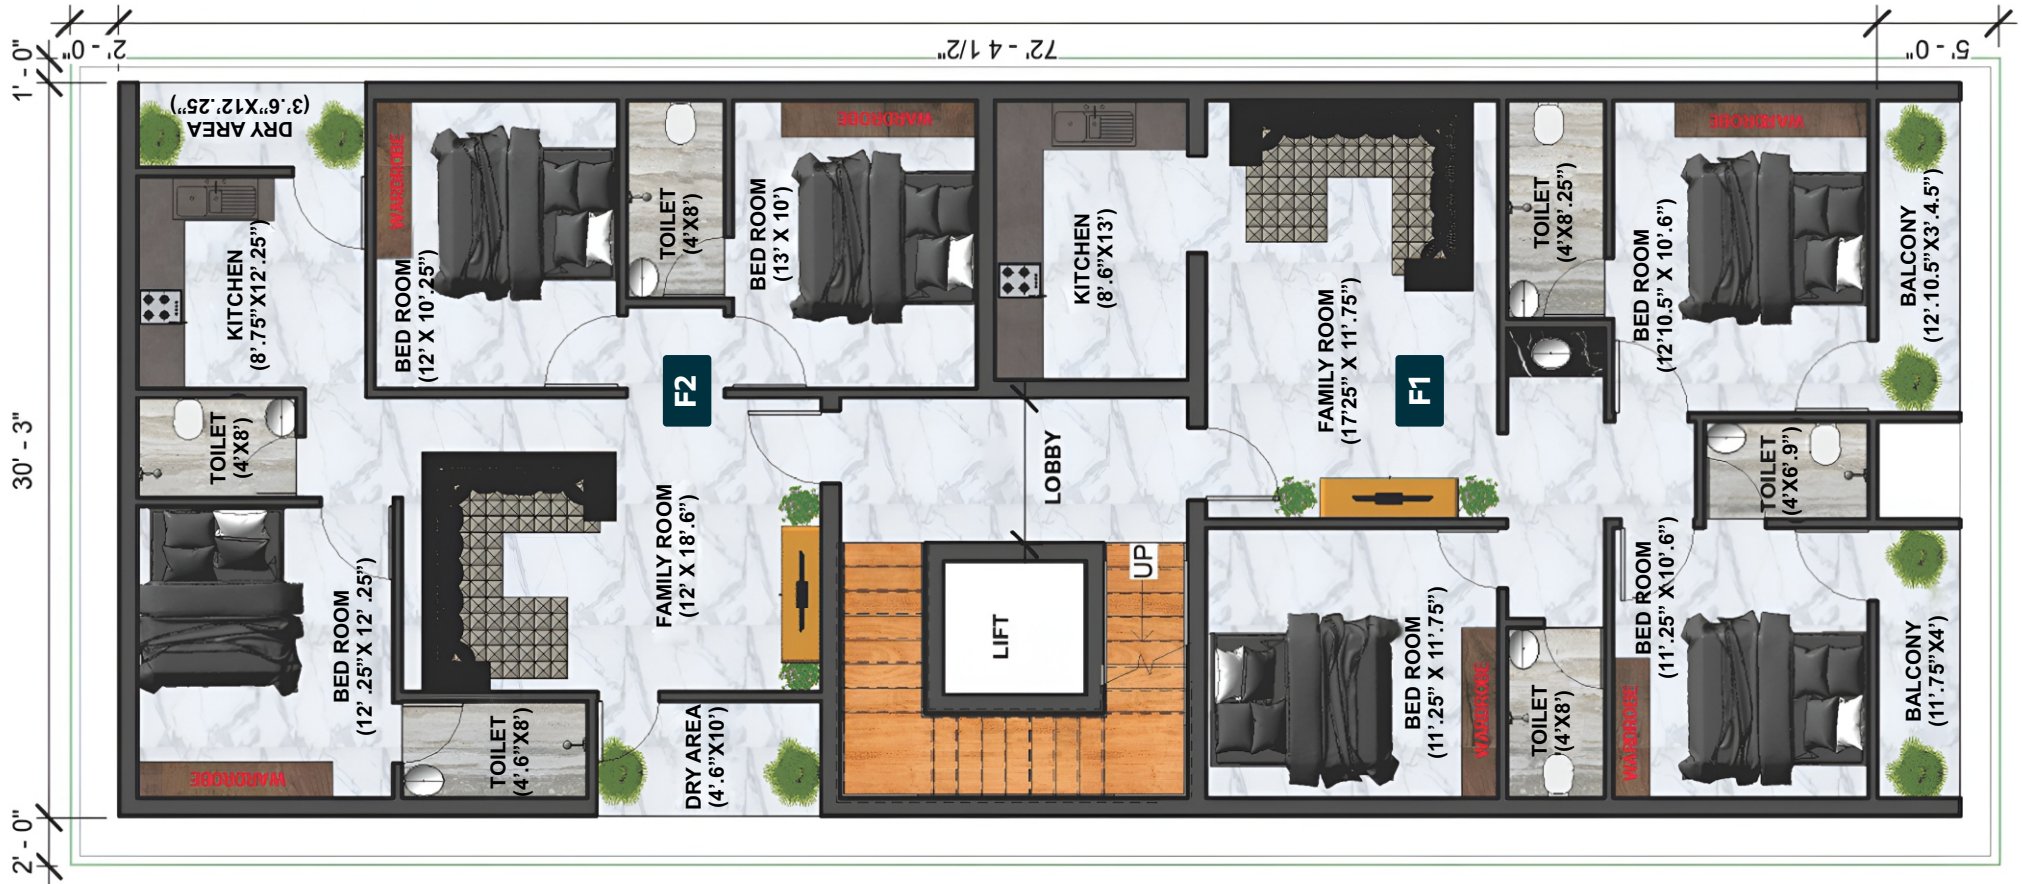 2' - 0"
72' - 4 1/2"
5' - 0"
1' - 0"
30' - 3"
2' - 0"
DRY AREA
(3'.6"X12'.25")
WARDROBE
BED ROOM
(12' X 10'.25")
TOILET
(4'X8')
WARDROBE
BED ROOM
(13' X 10')
KITCHEN
(8'.75"X12'.25")
TOILET
(4'X8')
BED ROOM
(12' .25"X 12' .25")
WARDROBE
TOILET
(4'.6"X8')
FAMILY ROOM
(12' X 18'.6")
DRY AREA
(4'.6"X10')
F2
KITCHEN
(8'.6"X13')
LOBBY
LIFT
UP
FAMILY ROOM
(17'25" X 11'.75")
F1
TOILET
(4'X8'.25")
WARDROBE
BED ROOM
(12'10.5" X 10'.6")
BALCONY
(12'.10.5"X3'.4.5")
TOILET
(4'X6'.9")
BED ROOM
(11'.25" X 11'.75")
WARDROBE
TOILET
(4'X8')
WARDROBE
BED ROOM
(11'.25" X10'.6")
BALCONY
(11'.75"X4')